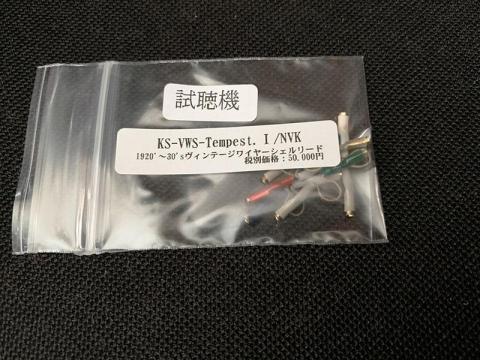 試聴機
KS-VWS-Tempest.Ⅰ/NVK
1920'~30'sヴィンテージワイヤーシェルリード
税別価格:50.000円